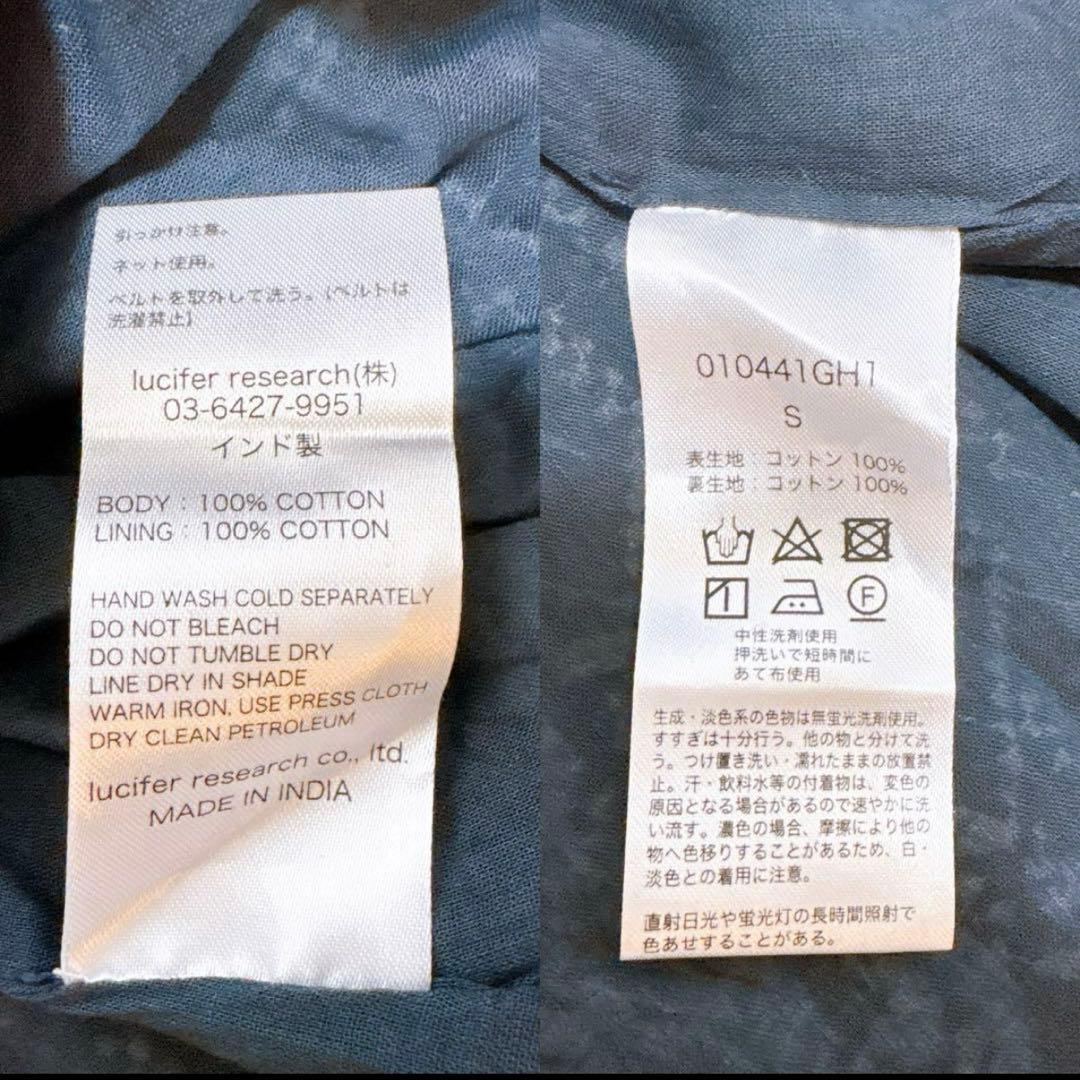 引っかけ注意。
ネット使用。
ベルトを取外して洗う。(ベルトは
洗濯禁止)
lucifer research(株)
03-6427-9951
インド製
BODY : 100% COTTON
LINING : 100% COTTON
HAND WASH COLD SEPARATELY
DO NOT BLEACH
DO NOT TUMBLE DRY
LINE DRY IN SHADE
WARM IRON. USE PRESS CLOTH
DRY CLEAN PETROLEUM
lucifer research co., ltd.
MADE IN INDIA
010441GH1
S
表生地 : コットン 100%
裏生地 : コットン 100%
F
中性洗剤使用
押洗いで短時間に
あて布使用
生成・淡色系の色物は無蛍光洗剤使用。
すすぎは十分行う。他の物と分けて洗
う。つけ置き洗い・濡れたままの放置禁
止。汗・飲料水等の付着物は、変色の
原因となる場合があるので速やかに洗
い流す。濃色の場合、摩擦により他の
物へ色移りすることがあるため、白・
淡色との着用に注意。
直射日光や蛍光灯の長時間照射で
色あせすることがある。